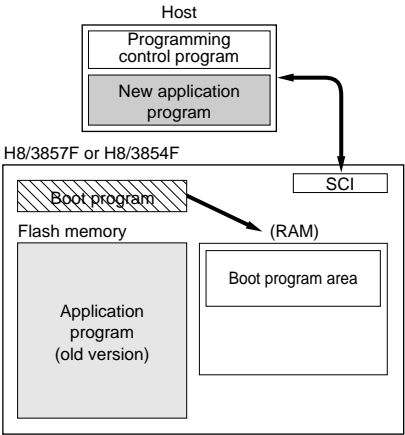 Host
Programming
control program
New application
program
H8/3857F or H8/3854F
SCI
Boot program
Flash memory
(RAM)
Boot program area
Application
program
(old version)